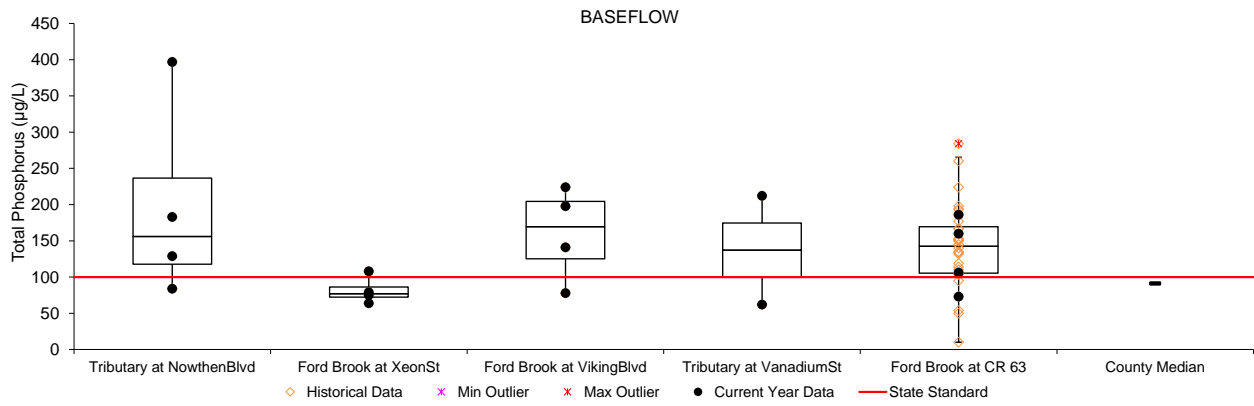 BASEFLOW
Total Phosphorus (µg/L)
450
400
350
300
250
200
150
100
50
0
Tributary at NowthenBlvd
Ford Brook at XeonSt
Ford Brook at VikingBlvd
Tributary at VanadiumSt
Ford Brook at CR 63
County Median
Historical Data
Min Outlier
Max Outlier
Current Year Data
State Standard